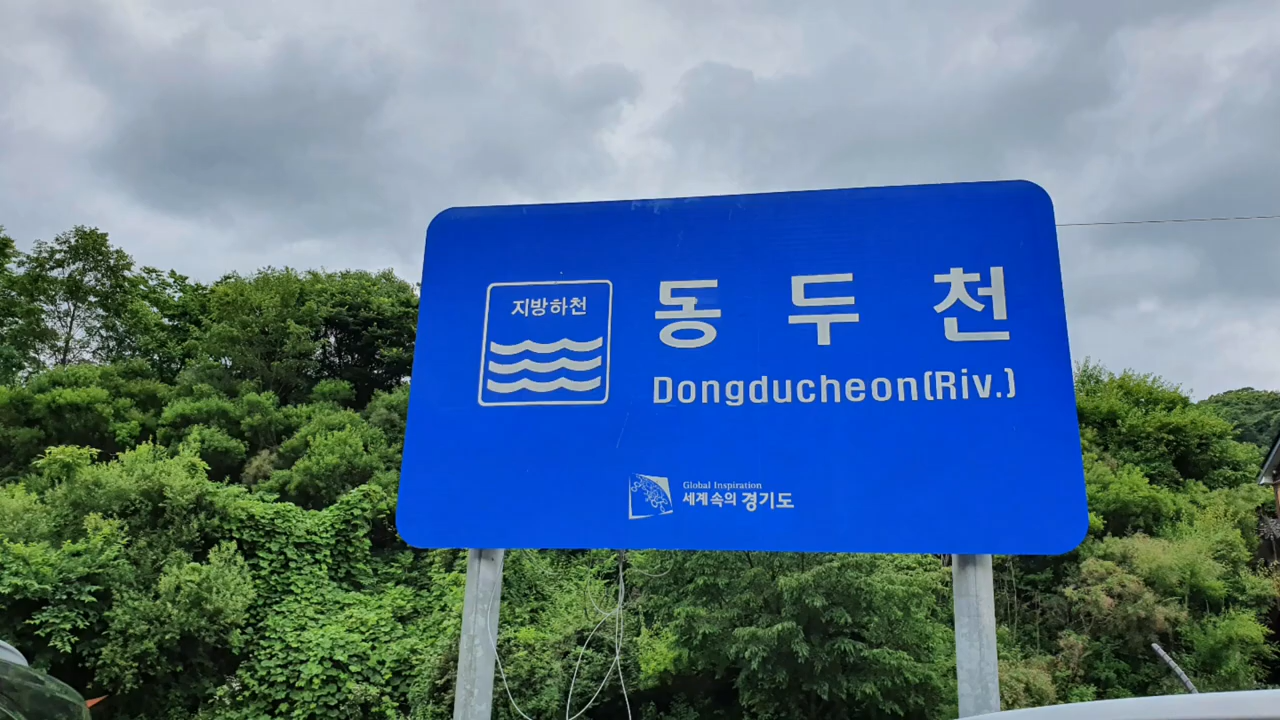 지방하천
동두천
Dongducheon(Riv.)
Global Inspiration
세계 속의 경기도